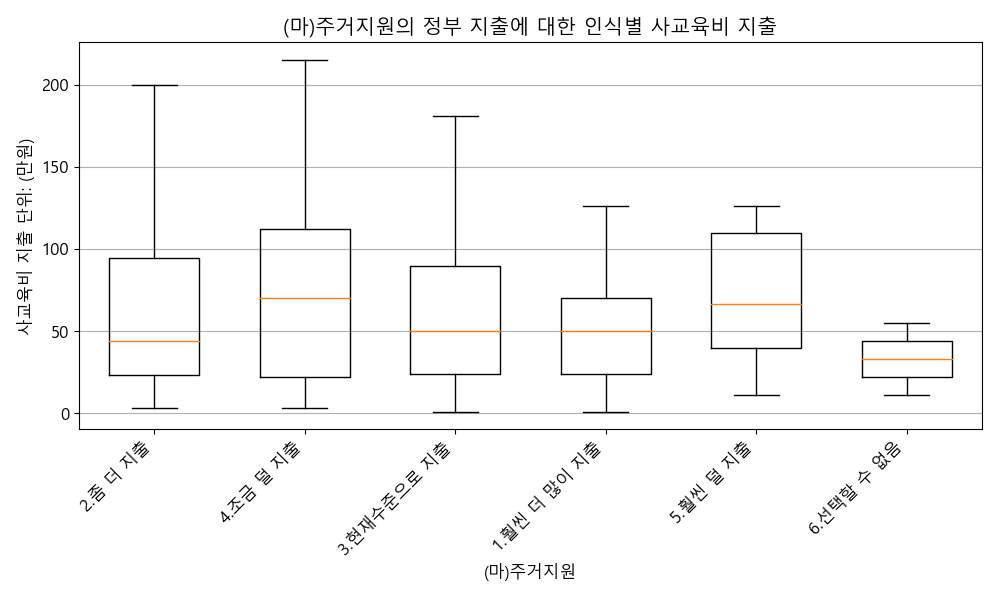 (마)주거지원의 정부 지출에 대한 인식별 사교육비 지출
사교육비 지출 단위: (만원)
200
150
100
50
0
2.좀 더 지출
4.조금 덜 지출
3.현재수준으로 지출
1.훨씬 더 많이 지출
5.훨씬 덜 지출
6.선택할 수 없음
(마)주거지원